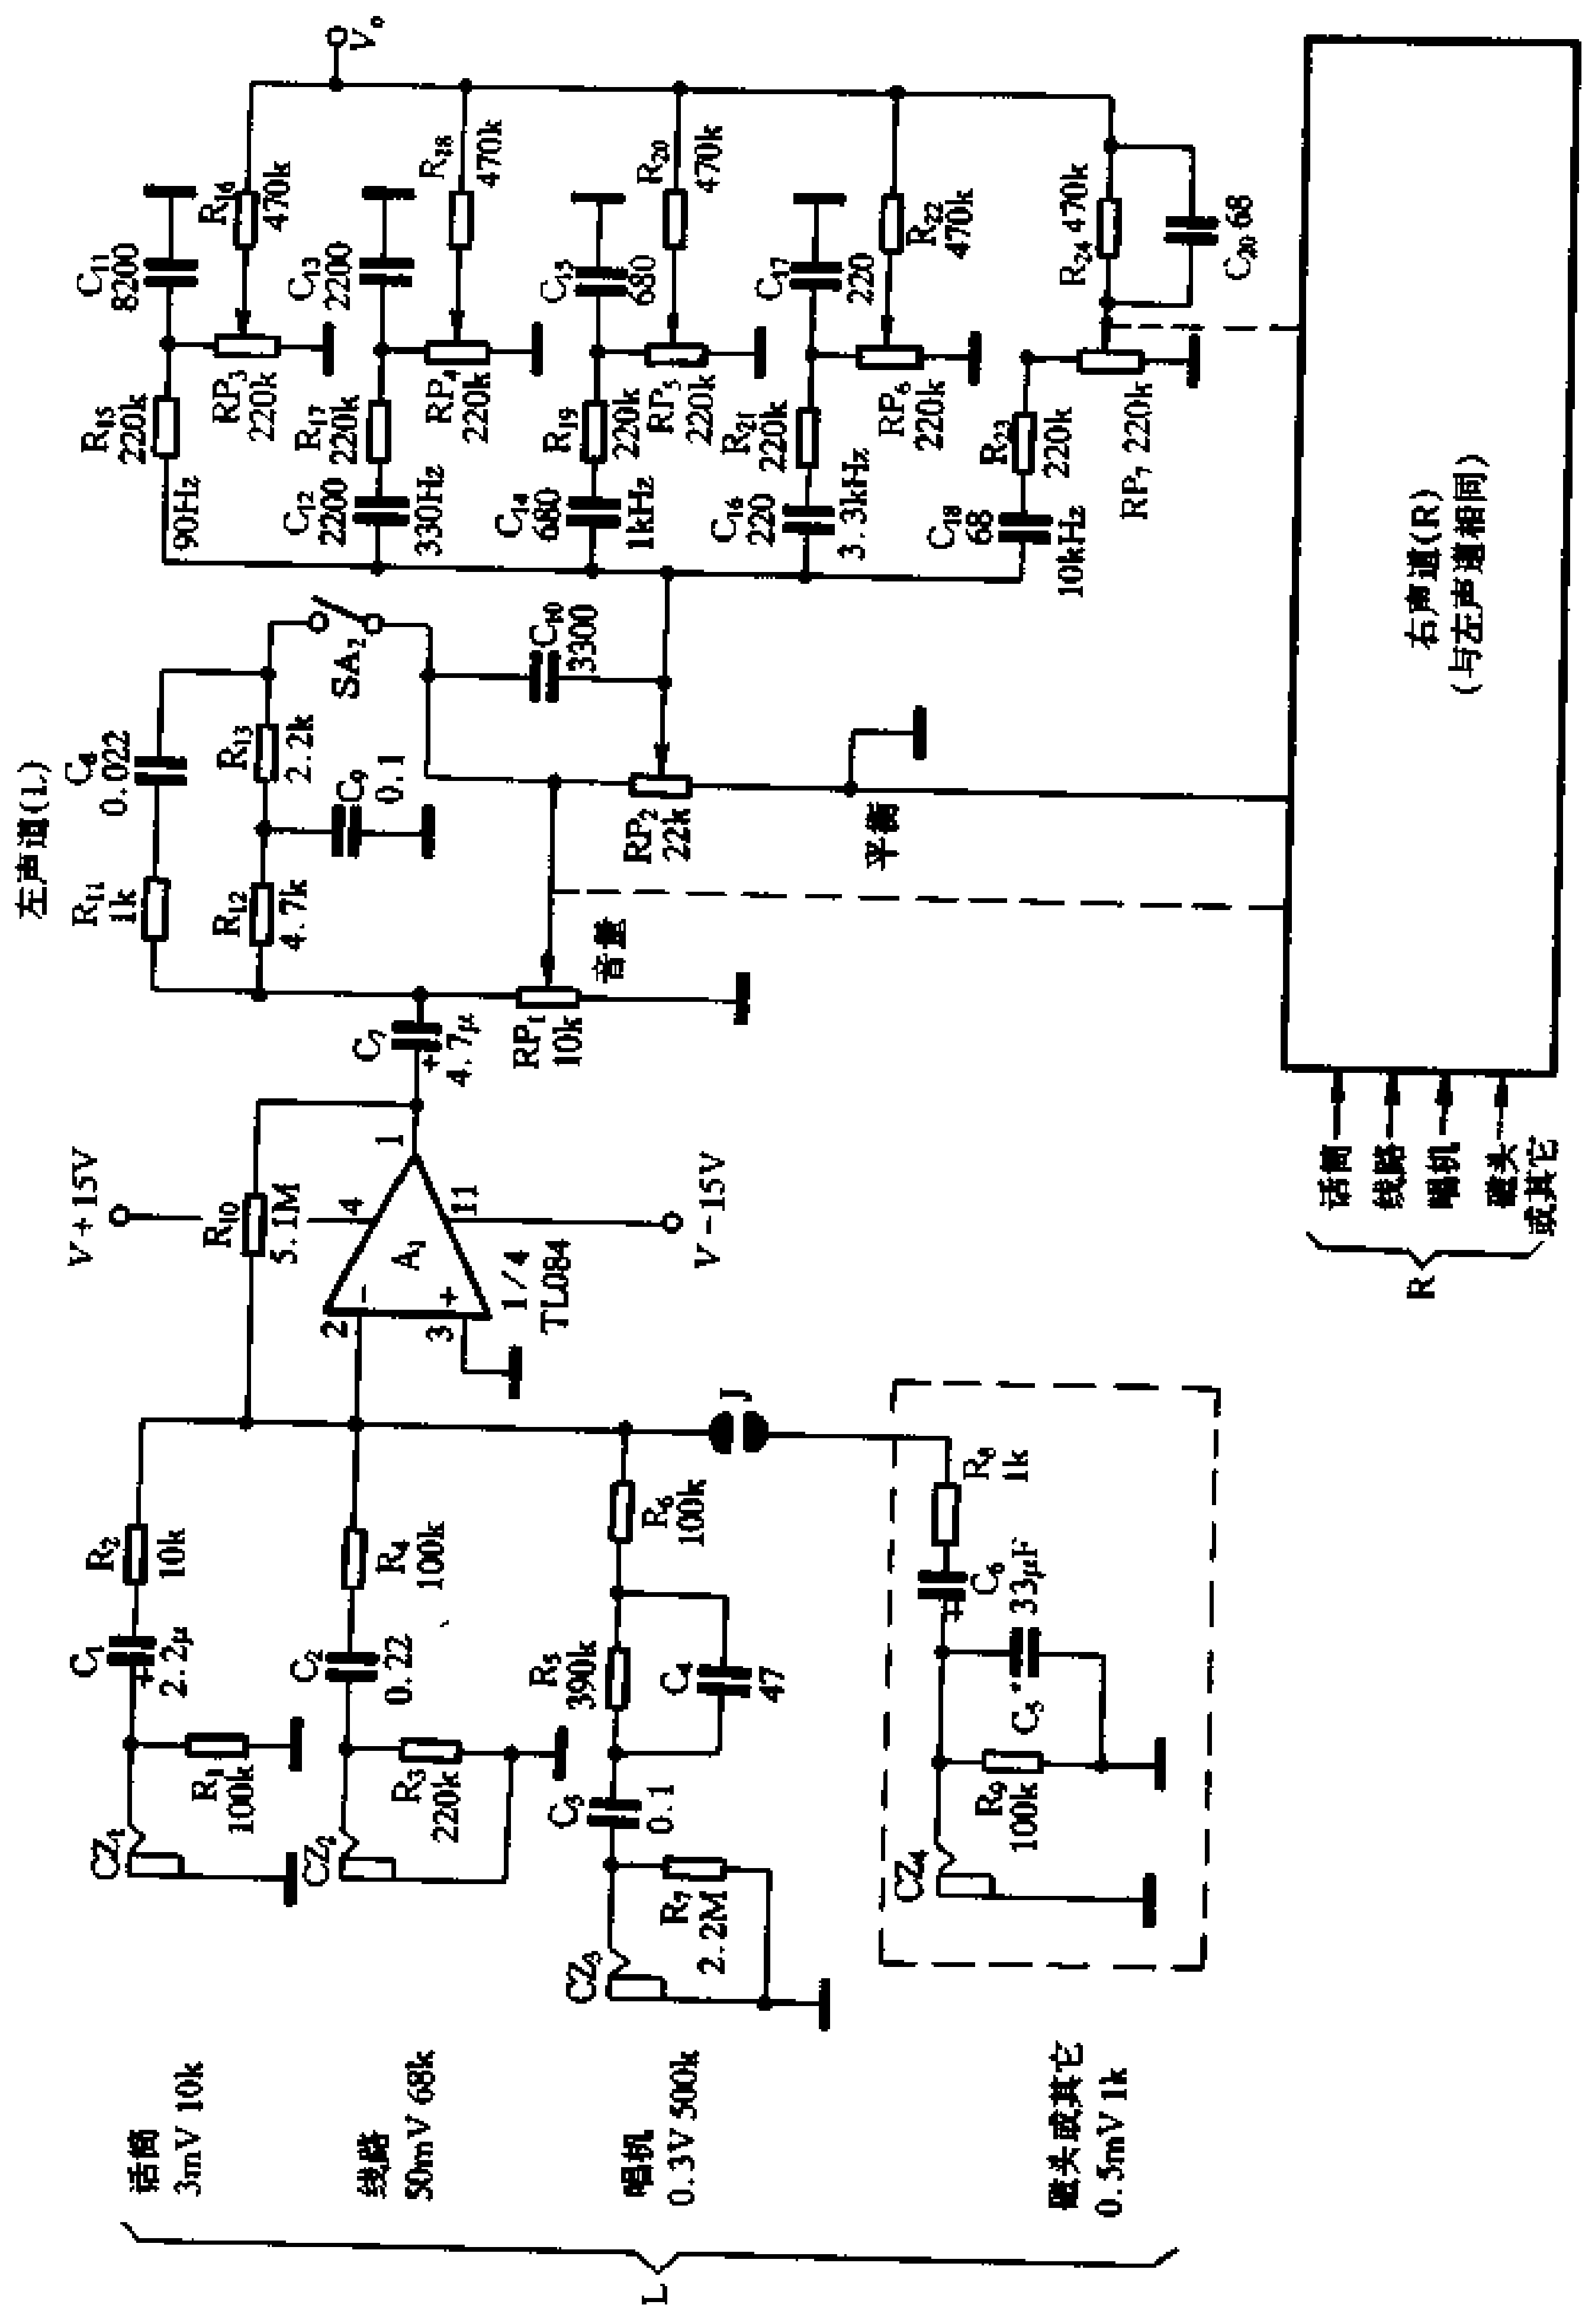 左声道(L)
R₁₁
1k
C₈
0.022
R₁₂
4.7k
R₁₃
2.2k
C₉
0.1
SA₂
C₇
4.7μ
RP₁
10k
音量
RP₂
22k
平衡
C₁₀
3300
90Hz
R₁₅
220k
C₁₁
8200
RP₃
220k
R₁₆
470k
C₁₂
2200
330Hz
R₁₇
220k
C₁₃
2200
RP₄
220k
R₁₈
470k
C₁₄
680
1kHz
R₁₉
220k
C₁₅
680
RP₅
220k
R₂₀
470k
C₁₆
220
3.3kHz
R₂₁
220k
C₁₇
220
RP₆
220k
R₂₂
470k
C₁₈
68
10kHz
R₂₃
220k
RP₇ 220k
R₂₄ 470k
C₂₀ 68
Vo
V+15V
R₁₀
5.1M
2
3
4
11
1
A₁
1/4
TL084
V-15V
话筒
3mV 10k
CZ₁
R₁
100k
C₁
2.2μ
R₂
10k
线路
50mV 68k
CZ₂
R₃
220k
C₂
0.22
R₄
100k
唱机
0.3V 500k
CZ₃
R₇
2.2M
C₃
0.1
R₅
390k
C₄
47
R₆
100k
J
磁头或其它
0.5mV 1k
CZ₄
R₉
100k
C₅*
C₆
33μF
R₈
1k
L
R
话筒
线路
唱机
磁头
或其它
右声道(R)
(与左声道相同)